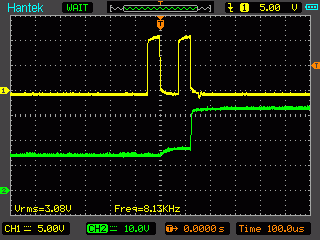 Hantek WAIT T 1 5.00 V
T
T
1
2
Vrms=3.08V Freq=8.13KHz
CH1 5.00V CH2 10.0V T 0.0000s Time 100.0us